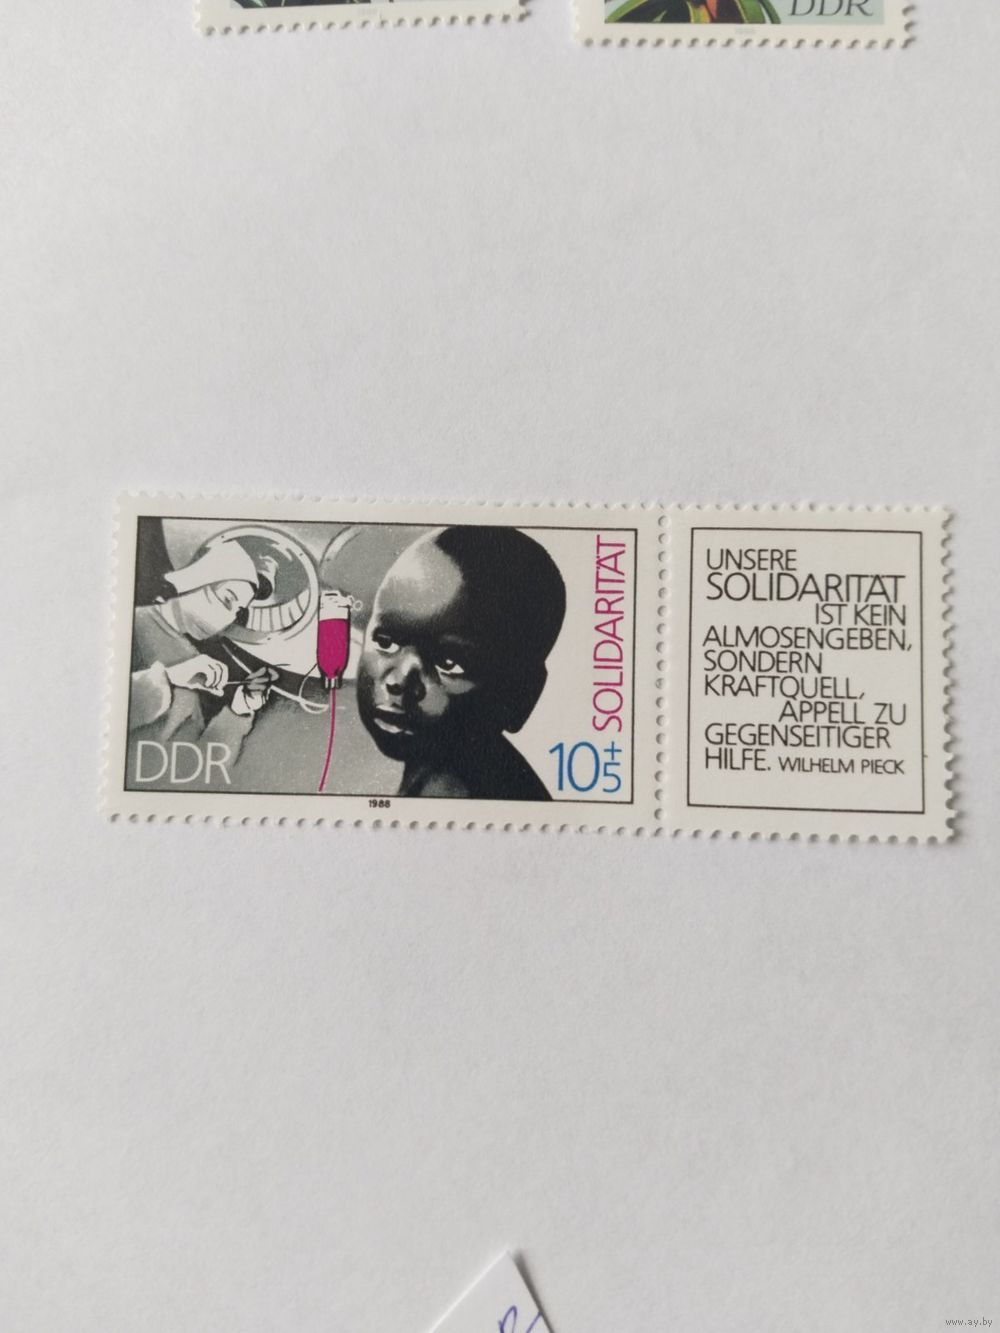 DDR
DDR
SOLIDARITÄT
10+5
1988
UNSERE
SOLIDARITÄT
IST KEIN
ALMOSENGEBEN,
SONDERN
KRAFTQUELL,
APPELL ZU
GEGENSEITIGER
HILFE. WILHELM PIECK
www.ay.by